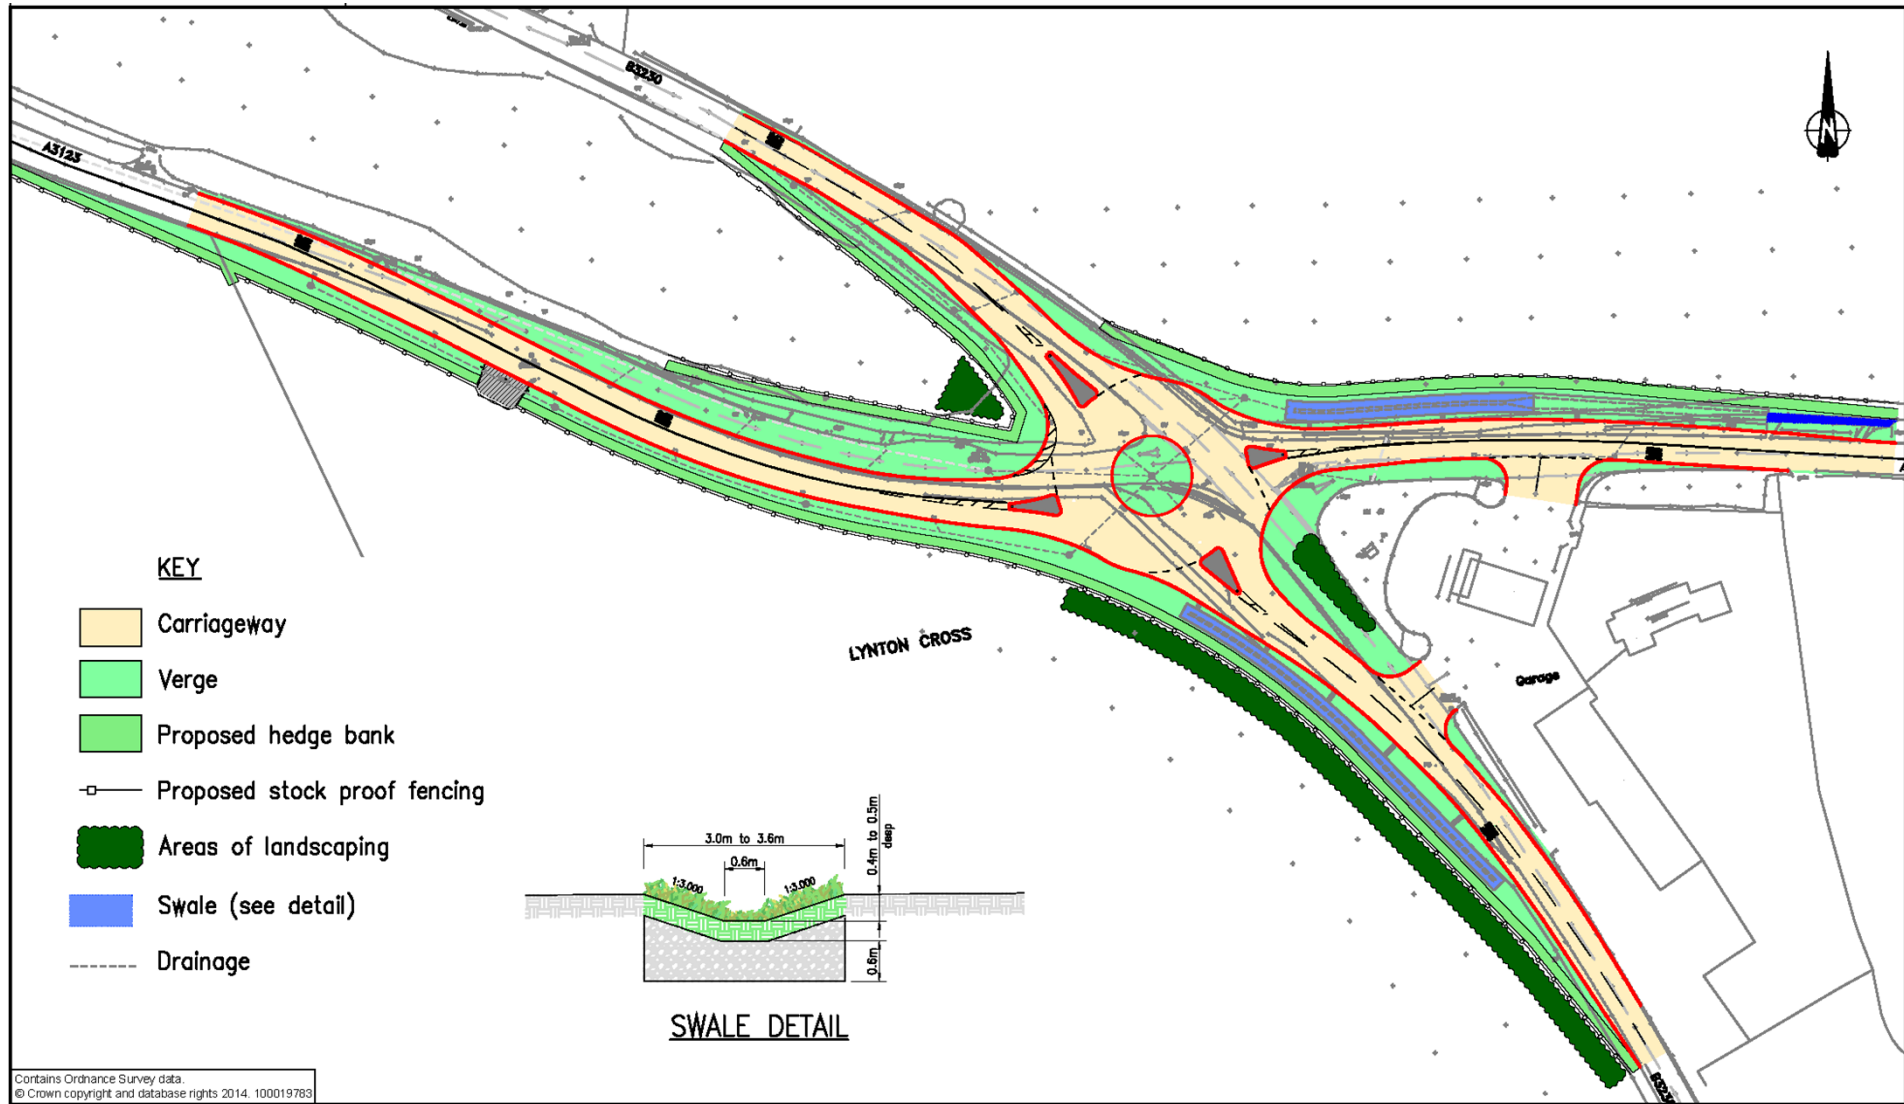 B3230
A3123
N
KEY
Carriageway
Verge
Proposed hedge bank
Proposed stock proof fencing
Areas of landscaping
Swale (see detail)
Drainage
LYNTON CROSS
Garage
3.0m to 3.6m
0.6m
1:3.000
1:3.000
0.4m to 0.5m
deep
0.6m
SWALE DETAIL
Contains Ordnance Survey data.
© Crown copyright and database rights 2014. 100019783